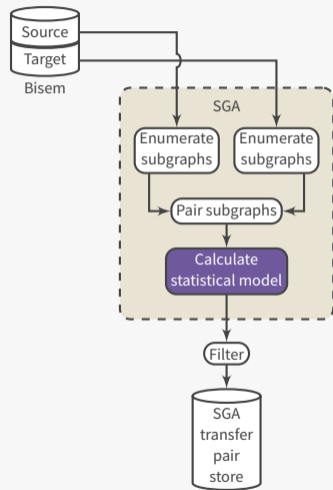 Source
Target
Bisem
SGA
Enumerate
subgraphs
Enumerate
subgraphs
Pair subgraphs
Calculate
statistical model
Filter
SGA
transfer
pair
store